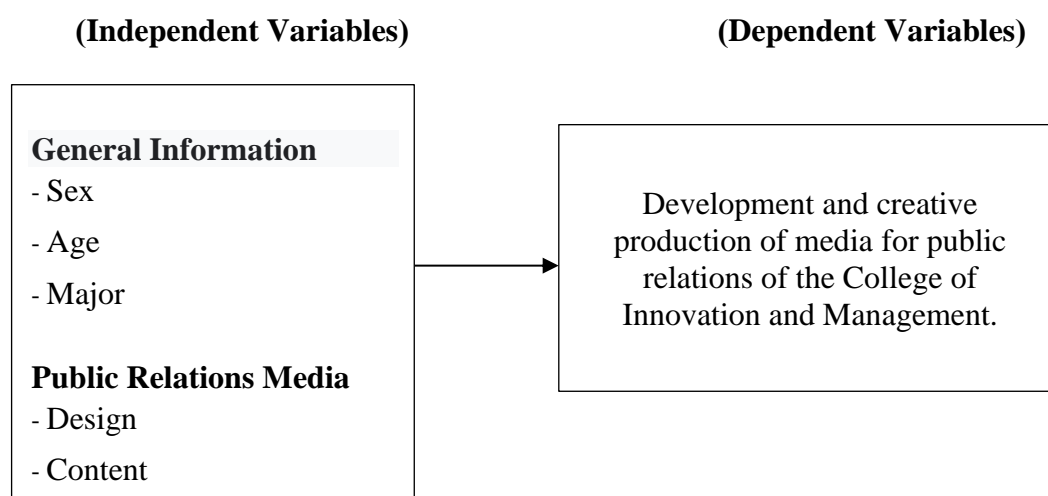 (Independent Variables)
(Dependent Variables)
General Information
- Sex
- Age
- Major
Public Relations Media
- Design
- Content
Development and creative
production of media for public
relations of the College of
Innovation and Management.